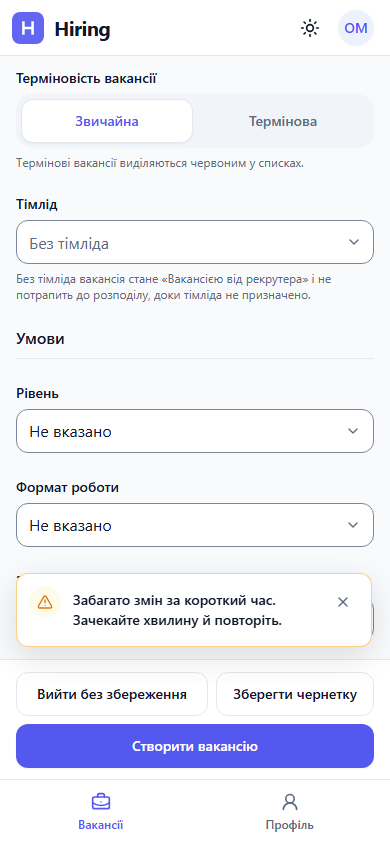 H Hiring
ОМ
Терміновість вакансії
Звичайна
Термінова
Термінові вакансії виділяються червоним у списках.
Тімлід
Без тімліда
Без тімліда вакансія стане «Вакансією від рекрутера» і не
потрапить до розподілу, доки тімліда не призначено.
Умови
Рівень
Не вказано
Формат роботи
Не вказано
Забагато змін за короткий час.
Зачекайте хвилину й повторіть.
Вийти без збереження
Зберегти чернетку
Створити вакансію
Вакансії
Профіль